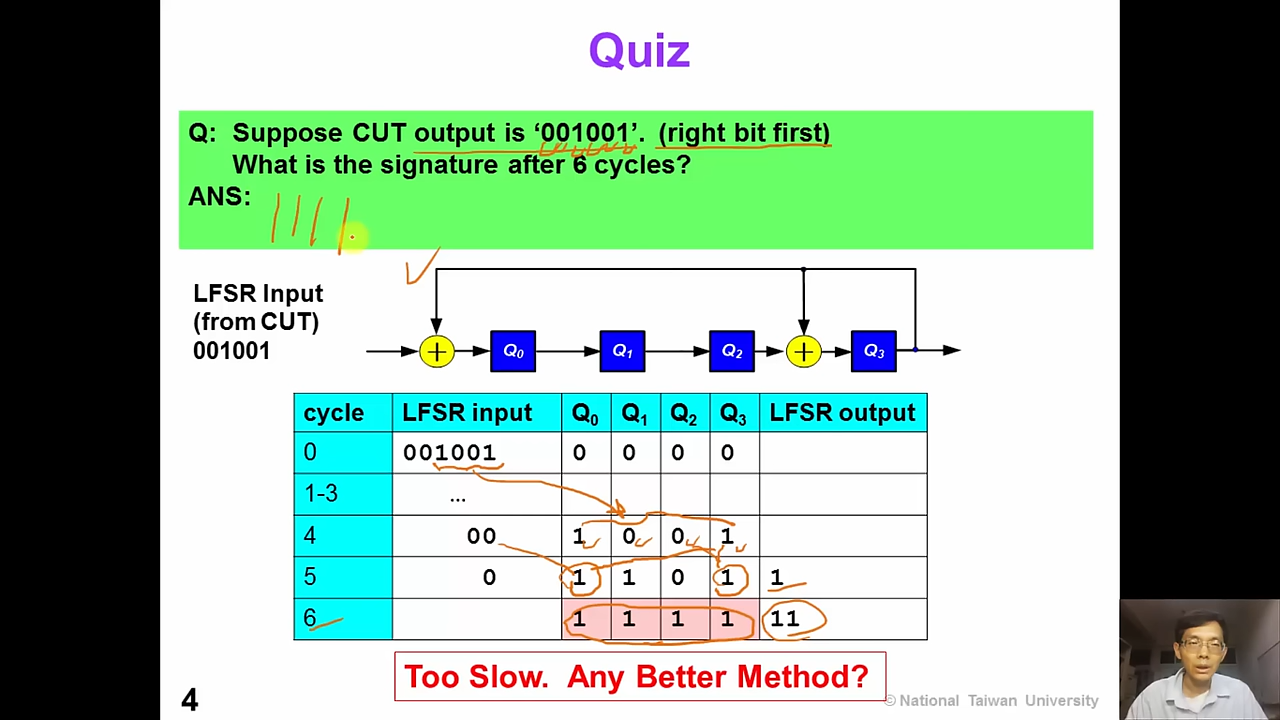 Quiz
Q: Suppose CUT output is ‘001001’. (right bit first)
What is the signature after 6 cycles?
ANS:
1111
LFSR Input
(from CUT)
001001
+ Q0 Q1 Q2 + Q3
cycle LFSR input Q0 Q1 Q2 Q3 LFSR output
0 001001 0 0 0 0
1-3 ...
4 00 1 0 0 1
5 0 1 1 0 1 1
6 1 1 1 1 11
Too Slow. Any Better Method?
4
© National Taiwan University